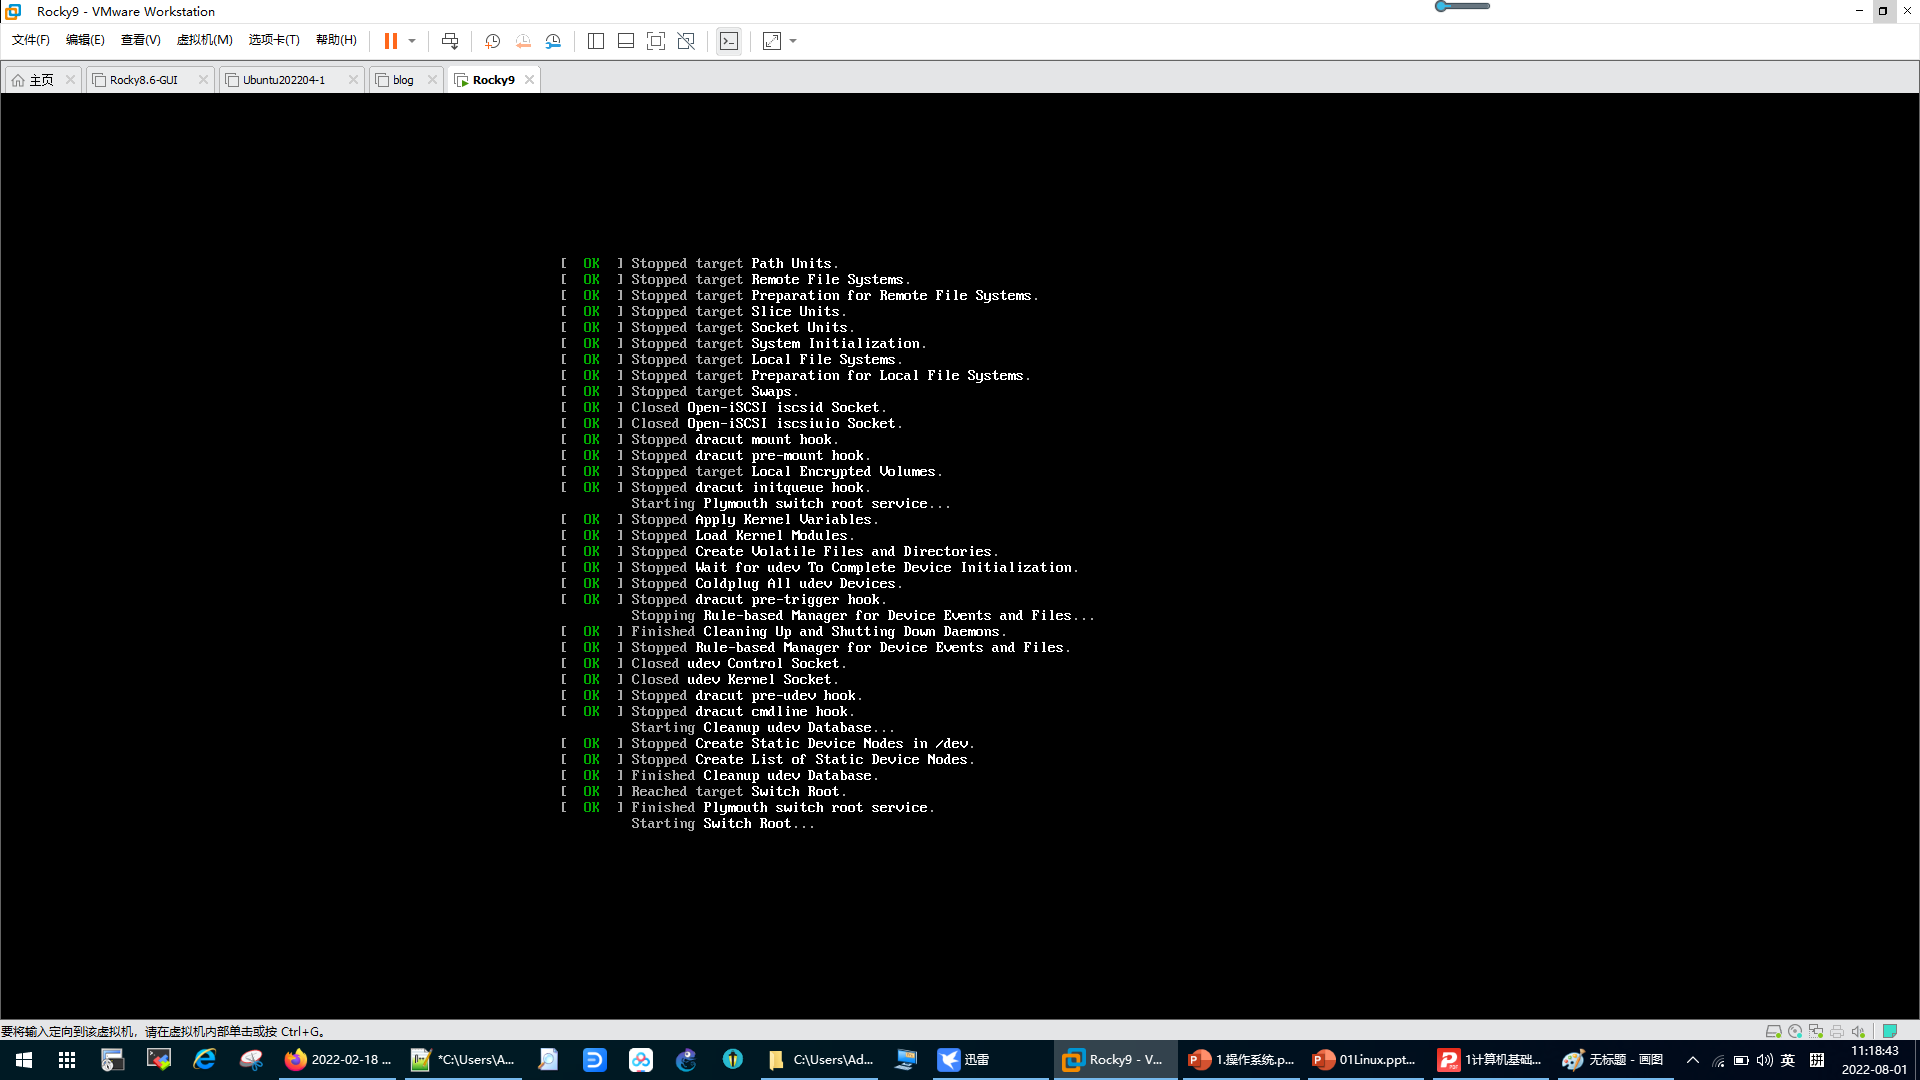 Rocky9 - VMware Workstation
文件(F) 编辑(E) 查看(V) 虚拟机(M) 选项卡(T) 帮助(H)
主页 Rocky8.6-GUI Ubuntu202204-1 blog Rocky9
[ OK ] Stopped target Path Units.
[ OK ] Stopped target Remote File Systems.
[ OK ] Stopped target Preparation for Remote File Systems.
[ OK ] Stopped target Slice Units.
[ OK ] Stopped target Socket Units.
[ OK ] Stopped target System Initialization.
[ OK ] Stopped target Local File Systems.
[ OK ] Stopped target Preparation for Local File Systems.
[ OK ] Stopped target Swaps.
[ OK ] Closed Open-iSCSI iscsid Socket.
[ OK ] Closed Open-iSCSI iscsiuio Socket.
[ OK ] Stopped dracut mount hook.
[ OK ] Stopped dracut pre-mount hook.
[ OK ] Stopped target Local Encrypted Volumes.
[ OK ] Stopped dracut initqueue hook.
Starting Plymouth switch root service...
[ OK ] Stopped Apply Kernel Variables.
[ OK ] Stopped Load Kernel Modules.
[ OK ] Stopped Create Volatile Files and Directories.
[ OK ] Stopped Wait for udev To Complete Device Initialization.
[ OK ] Stopped Coldplug All udev Devices.
[ OK ] Stopped dracut pre-trigger hook.
Stopping Rule-based Manager for Device Events and Files...
[ OK ] Finished Cleaning Up and Shutting Down Daemons.
[ OK ] Stopped Rule-based Manager for Device Events and Files.
[ OK ] Closed udev Control Socket.
[ OK ] Closed udev Kernel Socket.
[ OK ] Stopped dracut pre-udev hook.
[ OK ] Stopped dracut cmdline hook.
Starting Cleanup udev Database...
[ OK ] Stopped Create Static Device Nodes in /dev.
[ OK ] Stopped Create List of Static Device Nodes.
[ OK ] Finished Cleanup udev Database.
[ OK ] Reached target Switch Root.
[ OK ] Finished Plymouth switch root service.
Starting Switch Root...
要将输入定向到该虚拟机，请在虚拟机内部单击或按 Ctrl+G。
2022-02-18 ... *C:\Users\A... C:\Users\Ad... 迅雷 Rocky9 - V... 1.操作系统.p... 01Linux.ppt... 1计算机基础... 无标题 - 画图 英 拼 11:18:43
2022-08-01